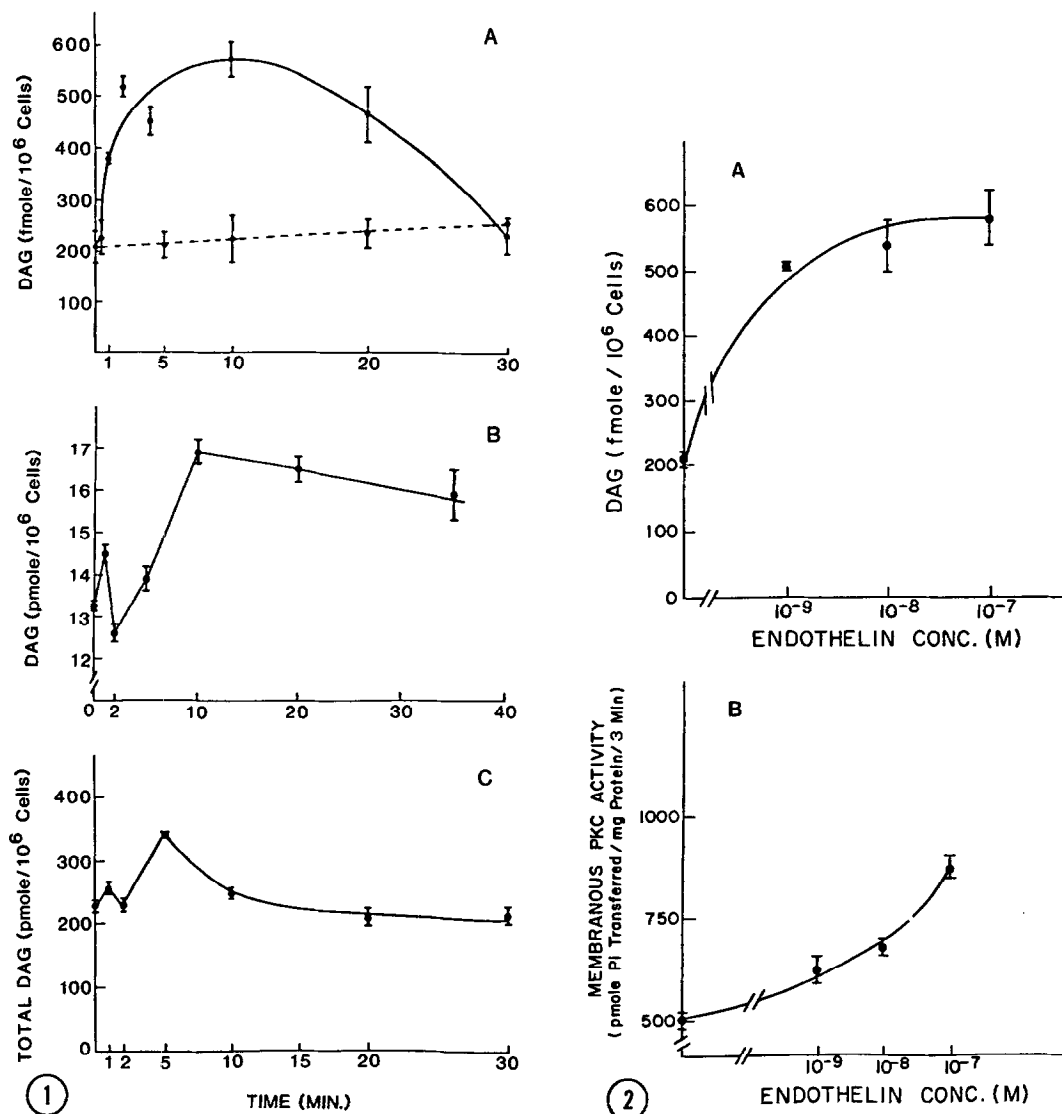 A
DAG (fmole/10⁶ Cells)
600
500
400
300
200
100
1 5 10 20 30
B
DAG (pmole/10⁶ Cells)
17
16
15
14
13
12
0 2 10 20 30 40
C
TOTAL DAG (pmole/10⁶ Cells)
400
300
200
100
0
1 2 5 10 20 30
TIME (MIN.)
1
A
DAG (fmole/10⁶ Cells)
600
500
400
300
200
100
0
10⁻⁹ 10⁻⁸ 10⁻⁷
ENDOTHELIN CONC. (M)
B
MEMBRANOUS PKC ACTIVITY
(pmole PI Transferred/mg Protein/3 Min)
1000
750
500
10⁻⁹ 10⁻⁸ 10⁻⁷
ENDOTHELIN CONC. (M)
2